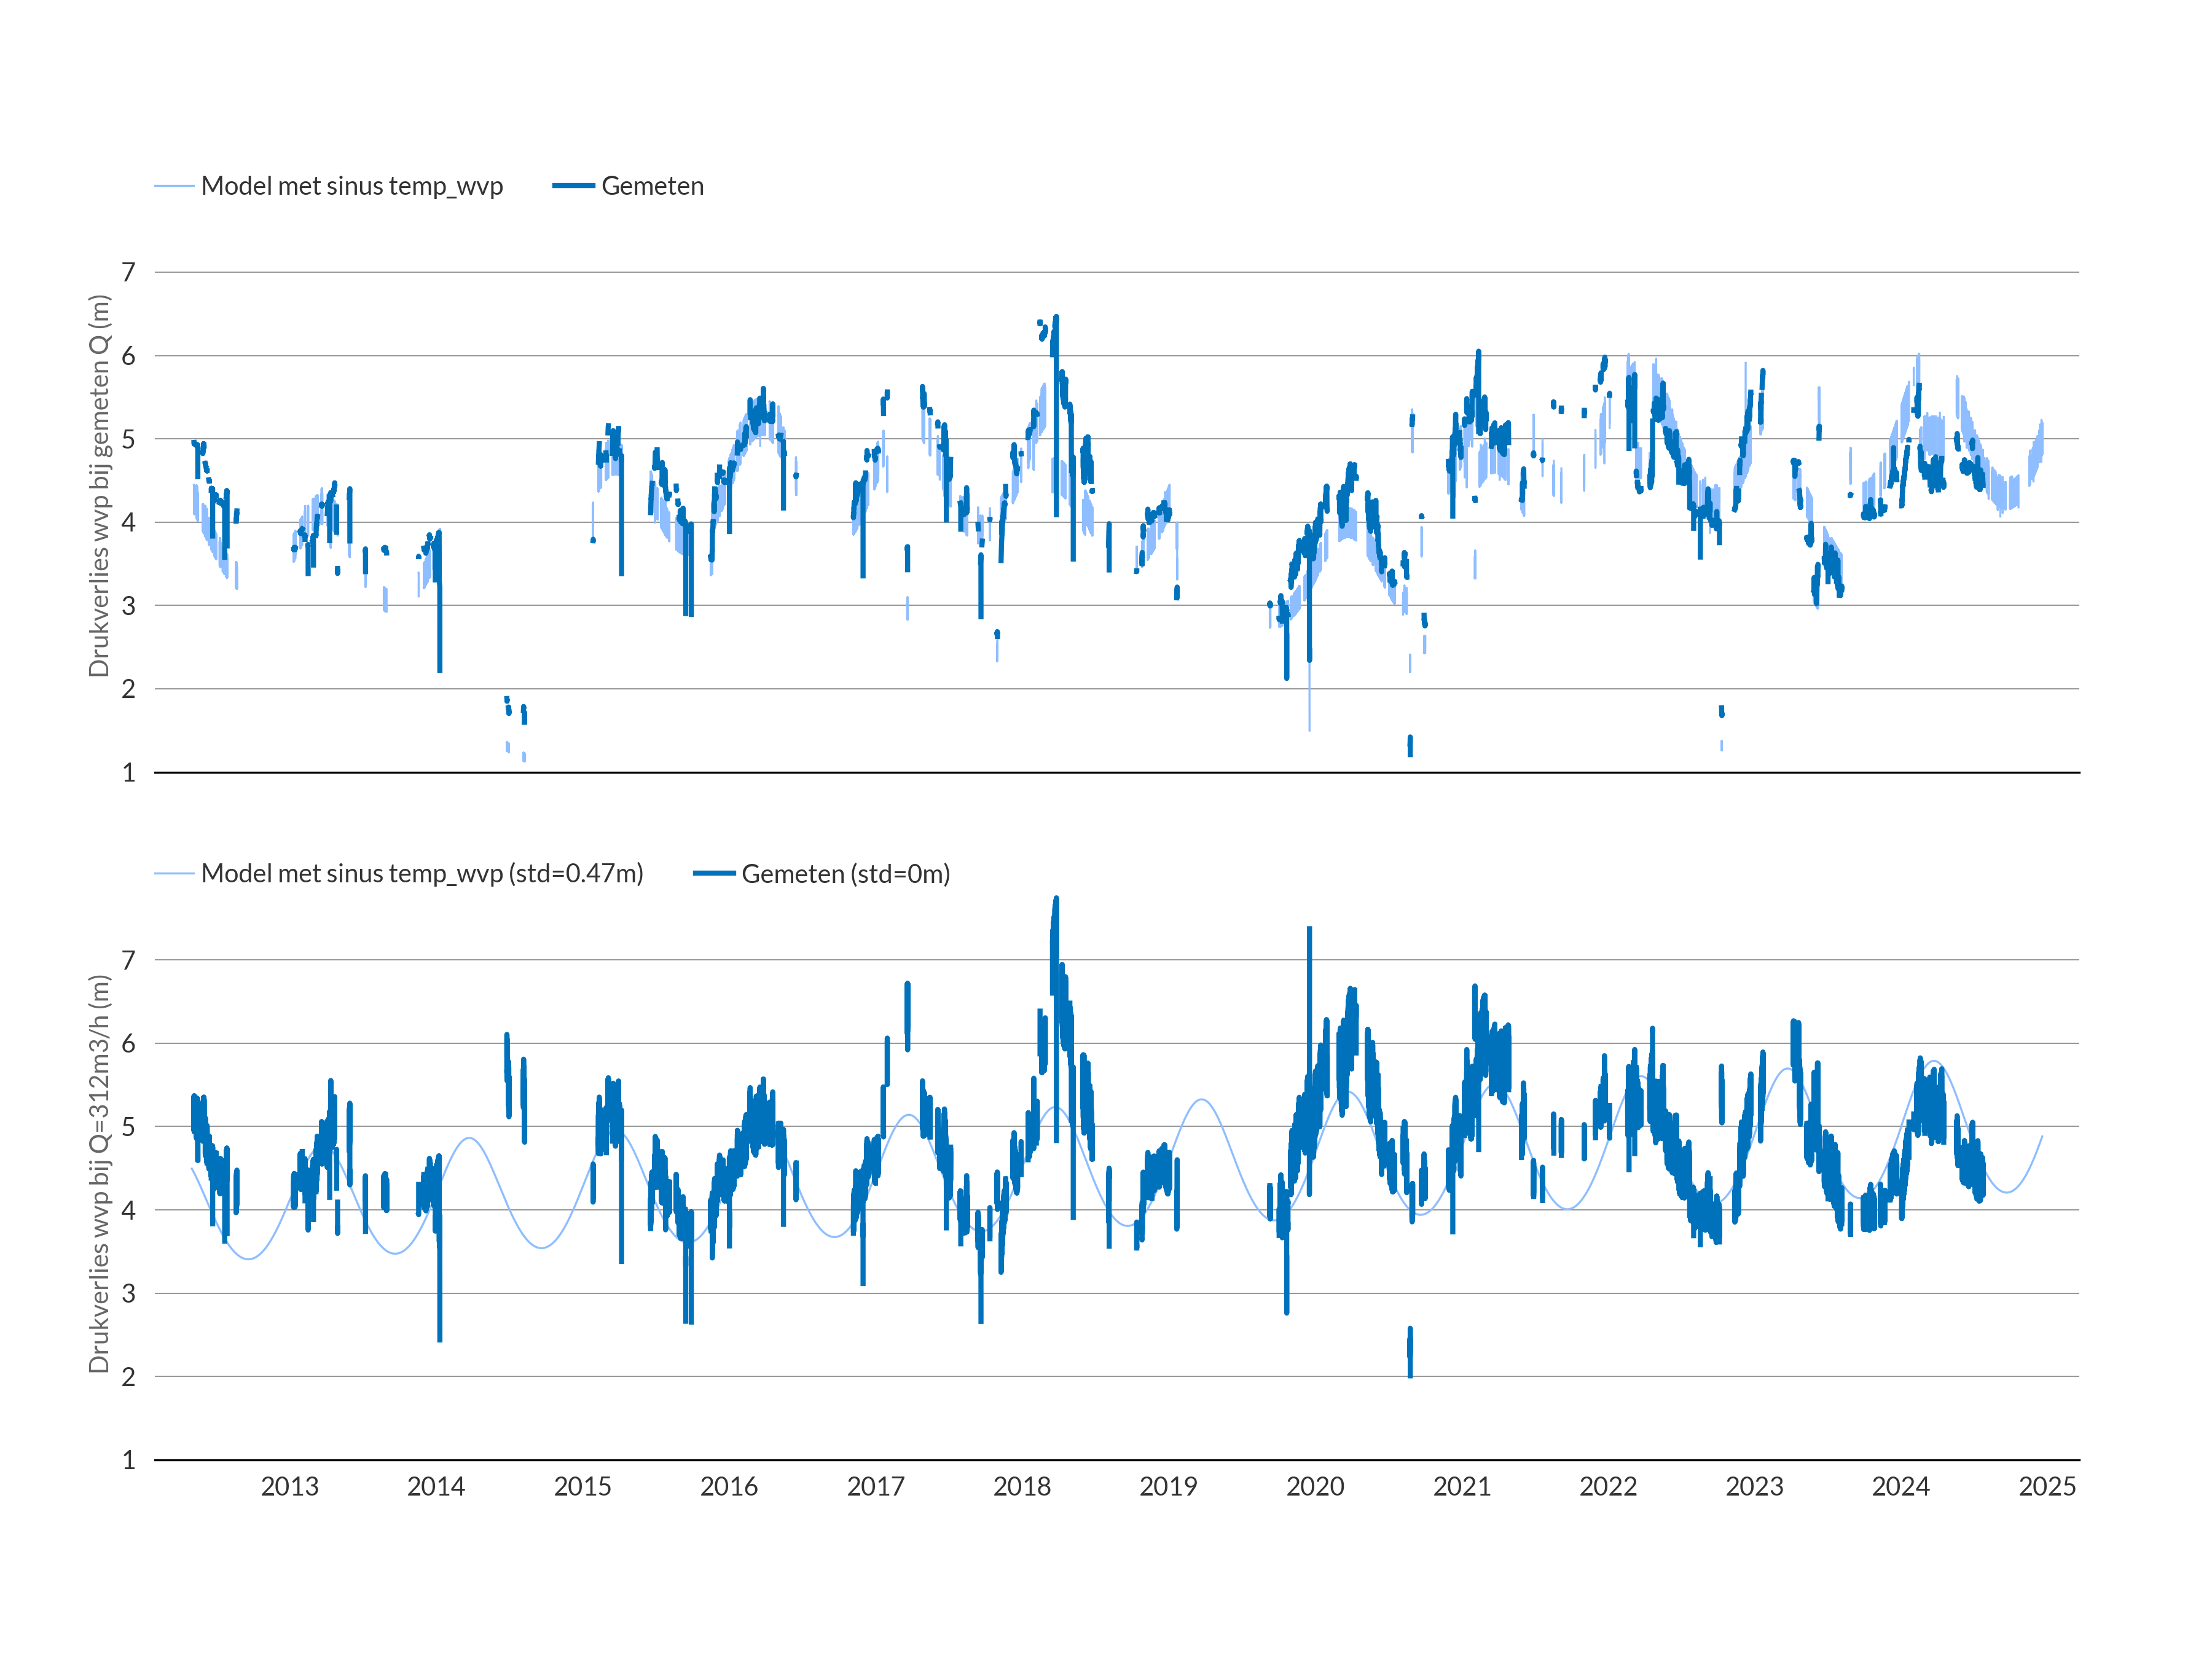 Model met sinus temp_wvp Gemeten
Drukverlies wvp bij gemeten Q (m)
7
6
5
4
3
2
1
Model met sinus temp_wvp (std=0.47m) Gemeten (std=0m)
Drukverlies wvp bij Q=312m3/h (m)
7
6
5
4
3
2
1
2013 2014 2015 2016 2017 2018 2019 2020 2021 2022 2023 2024 2025